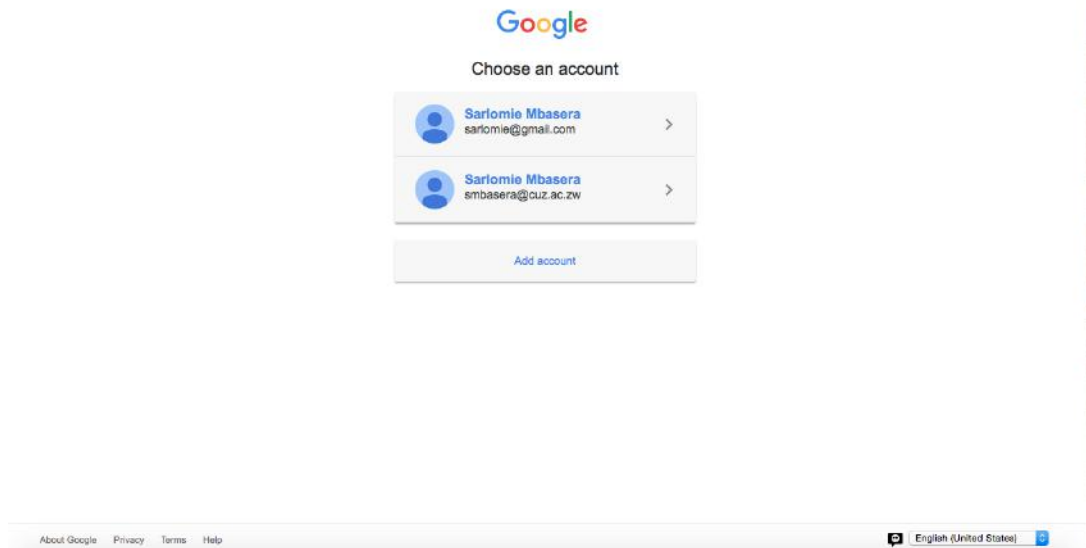 Google
Choose an account
Sarlomie Mbasera
sarlomie@gmail.com
Sarlomie Mbasera
smbasera@cuz.ac.zw
Add account
About Google Privacy Terms Help English (United States)